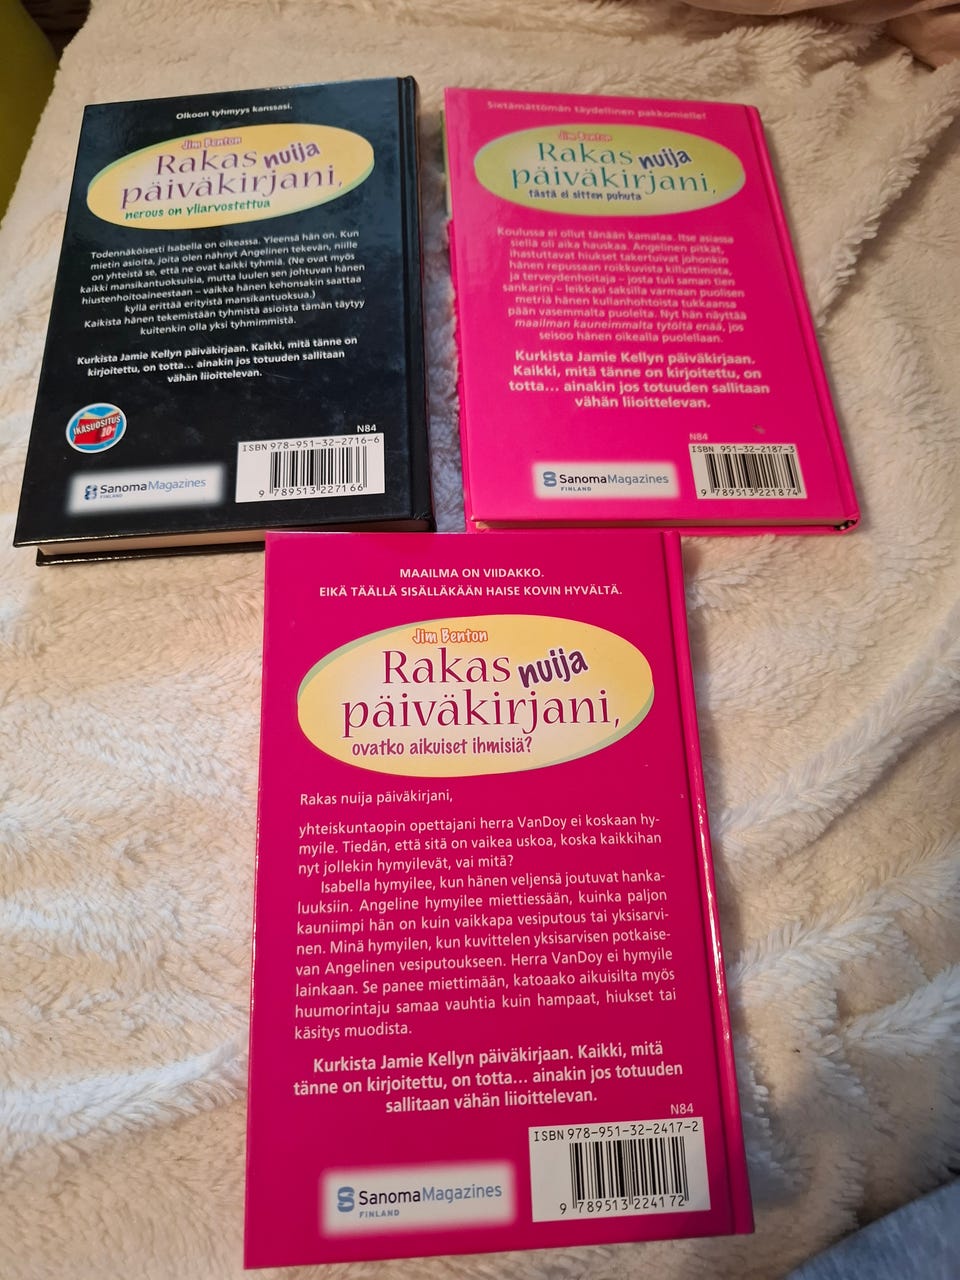 Olkoon tyhmyys kanssasi.
Jim Benton
Rakas nuija
päiväkirjani,
nerous on yliarvostettua
Todennäköisesti Isabella on oikeassa. Yleensä hän on. Kun
mietin asioita, joita olen nähnyt Angelinen tekevän, niille
on yhteistä se, että ne ovat kaikki tyhmiä. (Ne ovat myös
kaikki mansikantuoksuisia, mutta luulen sen johtuvan hänen
hiustenhoitoaineestaan – vaikka hänen kehonsakin saattaa
kyllä erittää erityistä mansikantuoksua.)
Kaikista hänen tekemistään tyhmistä asioista tämän täytyy
kuitenkin olla yksi tyhmimmistä.
Kurkista Jamie Kellyn päiväkirjaan. Kaikki, mitä tänne on
kirjoitettu, on totta... ainakin jos totuuden sallitaan
vähän liioittelevan.
IKÄSUOSITUS
10+
N84
ISBN 978-951-32-2716-6
9 789513 227166
SanomaMagazines
FINLAND
Sietämättömän täydellinen pakkomielle!
Jim Benton
Rakas nuija
päiväkirjani,
tästä ei sitten puhuta
Koulussa ei ollut tänään kamalaa. Itse asiassa
siellä oli aika hauskaa. Angelinen pitkät,
ihastuttavat hiukset takertuivat johonkin
hänen repussaan roikkuvista killuttimista,
ja terveydenhoitaja – josta tuli saman tien
sankarini – leikkasi saksilla varmaan puolisen
metriä hänen kullanhohtoista tukkaansa
pään vasemmalta puolelta. Nyt hän näyttää
maailman kauneimmalta tytöltä enää, jos
seisoo hänen oikealla puolellaan.
Kurkista Jamie Kellyn päiväkirjaan.
Kaikki, mitä tänne on kirjoitettu, on
totta... ainakin jos totuuden sallitaan
vähän liioittelevan.
N84
ISBN 951-32-2187-3
9 789513 221874
SanomaMagazines
FINLAND
MAAILMA ON VIIDAKKO.
EIKÄ TÄÄLLÄ SISÄLLÄKÄÄN HAISE KOVIN HYVÄLTÄ.
Jim Benton
Rakas nuija
päiväkirjani,
ovatko aikuiset ihmisiä?
Rakas nuija päiväkirjani,
yhteiskuntaopin opettajani herra VanDoy ei koskaan hy-
myile. Tiedän, että sitä on vaikea uskoa, koska kaikkihan
nyt jollekin hymyilevät, vai mitä?
Isabella hymyilee, kun hänen veljensä joutuvat hanka-
luuksiin. Angeline hymyilee miettiessään, kuinka paljon
kauniimpi hän on kuin vaikkapa vesiputous tai yksisarvi-
nen. Minä hymyilen, kun kuvittelen yksisarvisen potkaise-
van Angelinen vesiputoukseen. Herra VanDoy ei hymyile
lainkaan. Se panee miettimään, katoaako aikuisilta myös
huumorintaju samaa vauhtia kuin hampaat, hiukset tai
käsitys muodista.
Kurkista Jamie Kellyn päiväkirjaan. Kaikki, mitä
tänne on kirjoitettu, on totta... ainakin jos totuuden
sallitaan vähän liioittelevan.
N84
ISBN 978-951-32-2417-2
9 789513 224172
SanomaMagazines
FINLAND